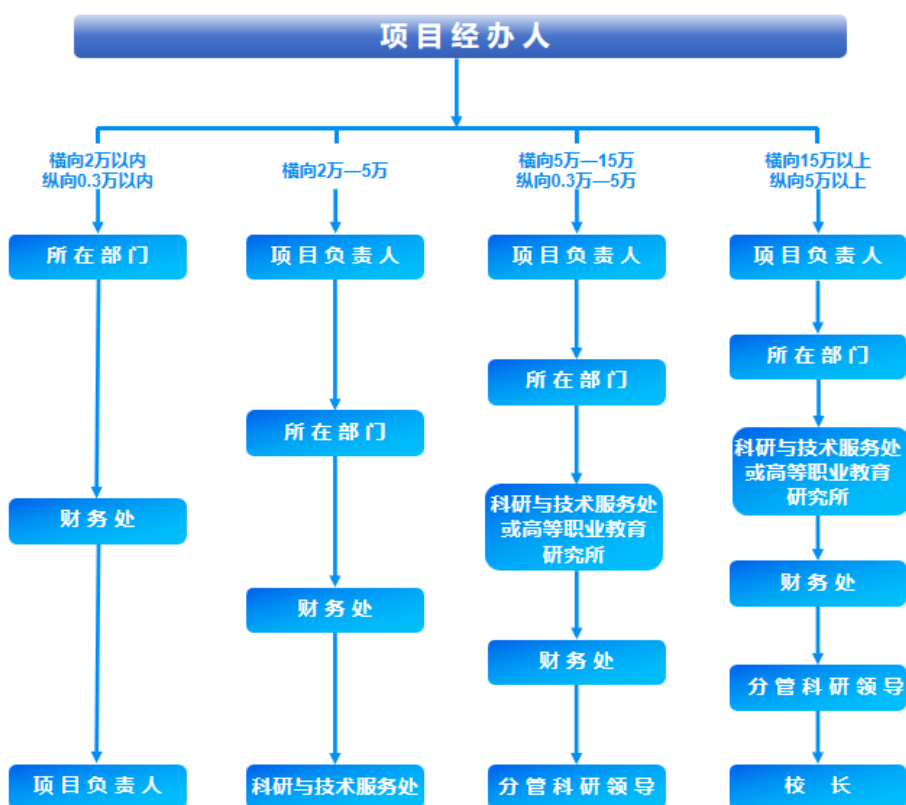 项目经办人
横向2万以内
纵向0.3万以内
横向2万—5万
横向5万—15万
纵向0.3万—5万
横向15万以上
纵向5万以上
所在部门
财务处
项目负责人
项目负责人
所在部门
财务处
科研与技术服务处
项目负责人
所在部门
科研与技术服务处
或高等职业教育
研究所
财务处
分管科研领导
项目负责人
所在部门
科研与技术服务处
或高等职业教育
研究所
财务处
分管科研领导
校 长